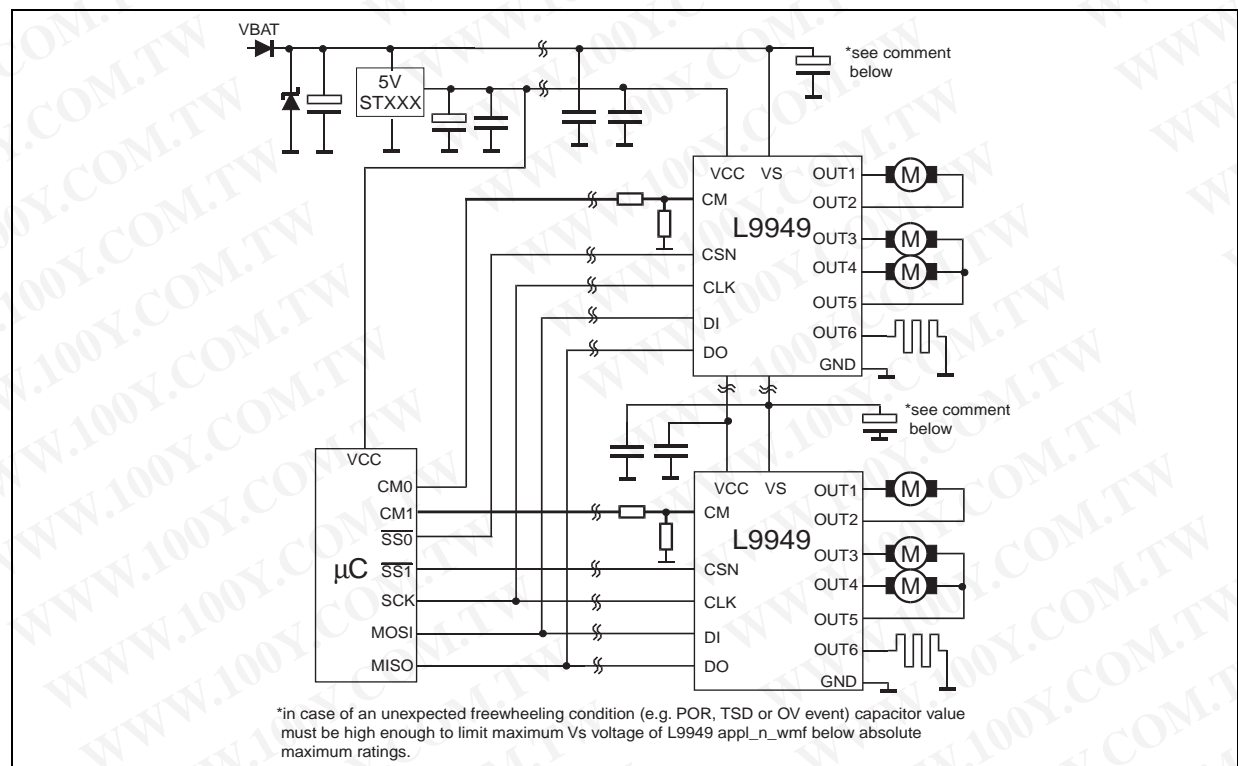 VBAT
*see comment
below
5V
STXXX
VCC VS
OUT1
M
OUT2
CM
L9949
OUT3
M
CSN
OUT4
M
CLK
OUT5
DI
OUT6
DO
GND
*see comment
below
VCC
CM0
CM1
SS0
μC
SS1
SCK
MOSI
MISO
VCC VS
OUT1
M
OUT2
CM
L9949
OUT3
M
CSN
OUT4
M
CLK
OUT5
DI
OUT6
DO
GND
*in case of an unexpected freewheeling condition (e.g. POR, TSD or OV event) capacitor value
must be high enough to limit maximum Vs voltage of L9949 appl_n_wmf below absolute
maximum ratings.
WWW.100Y.COM.TW